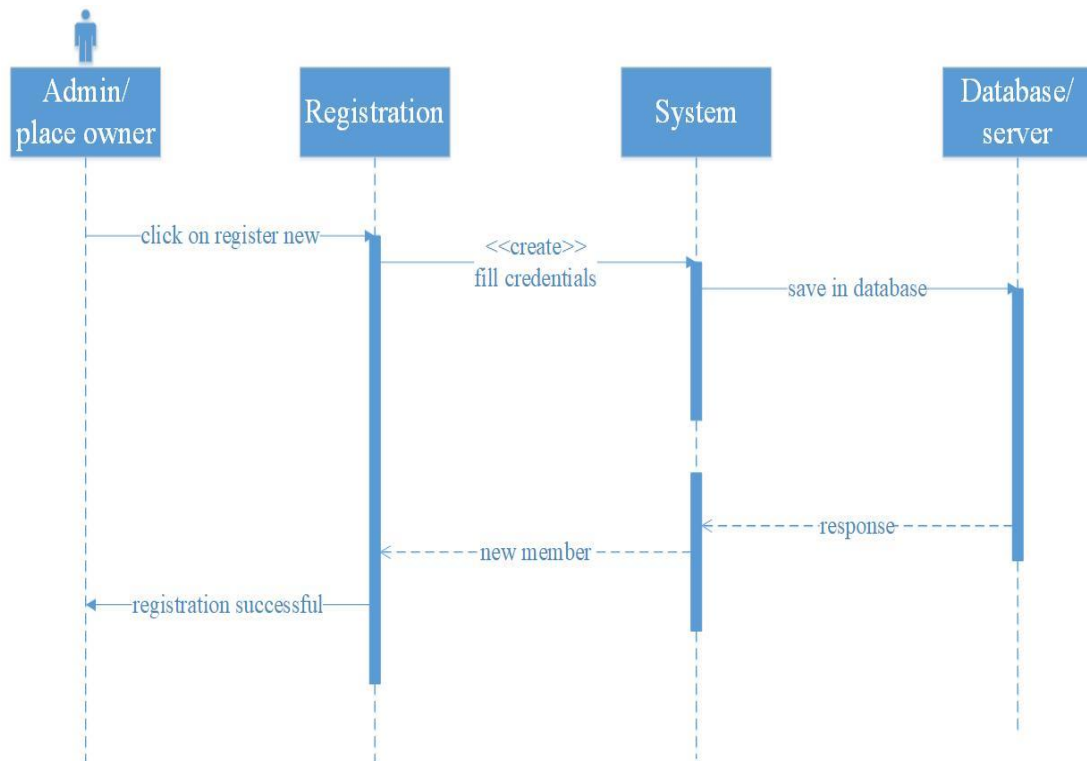 Admin/
place owner
Registration
System
Database/
server
click on register new
<<create>>
fill credentials
save in database
response
new member
registration successful